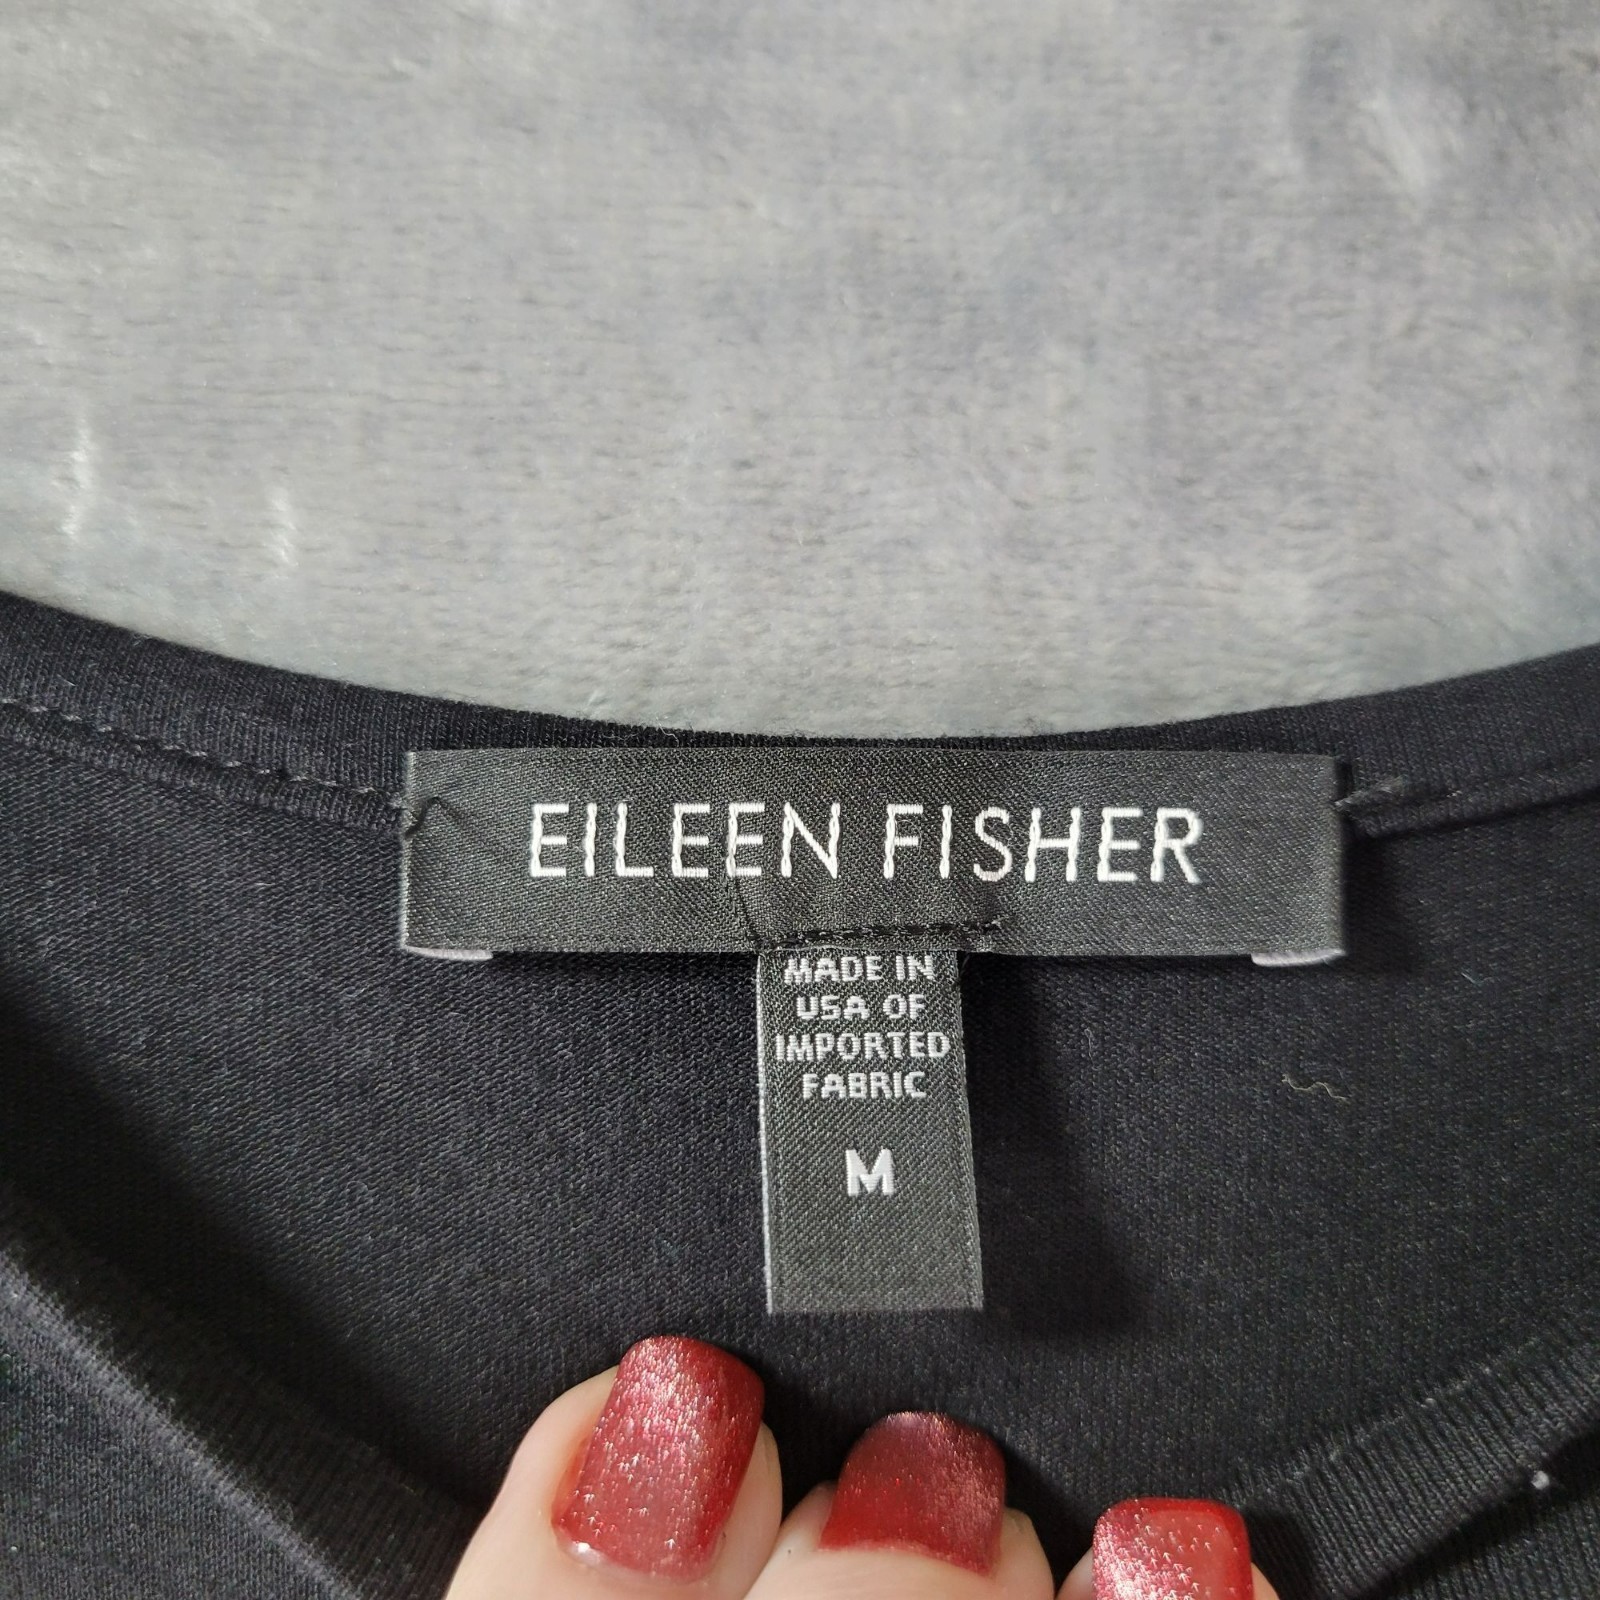 EILEEN FISHER
MADE IN
USA OF
IMPORTED
FABRIC
M